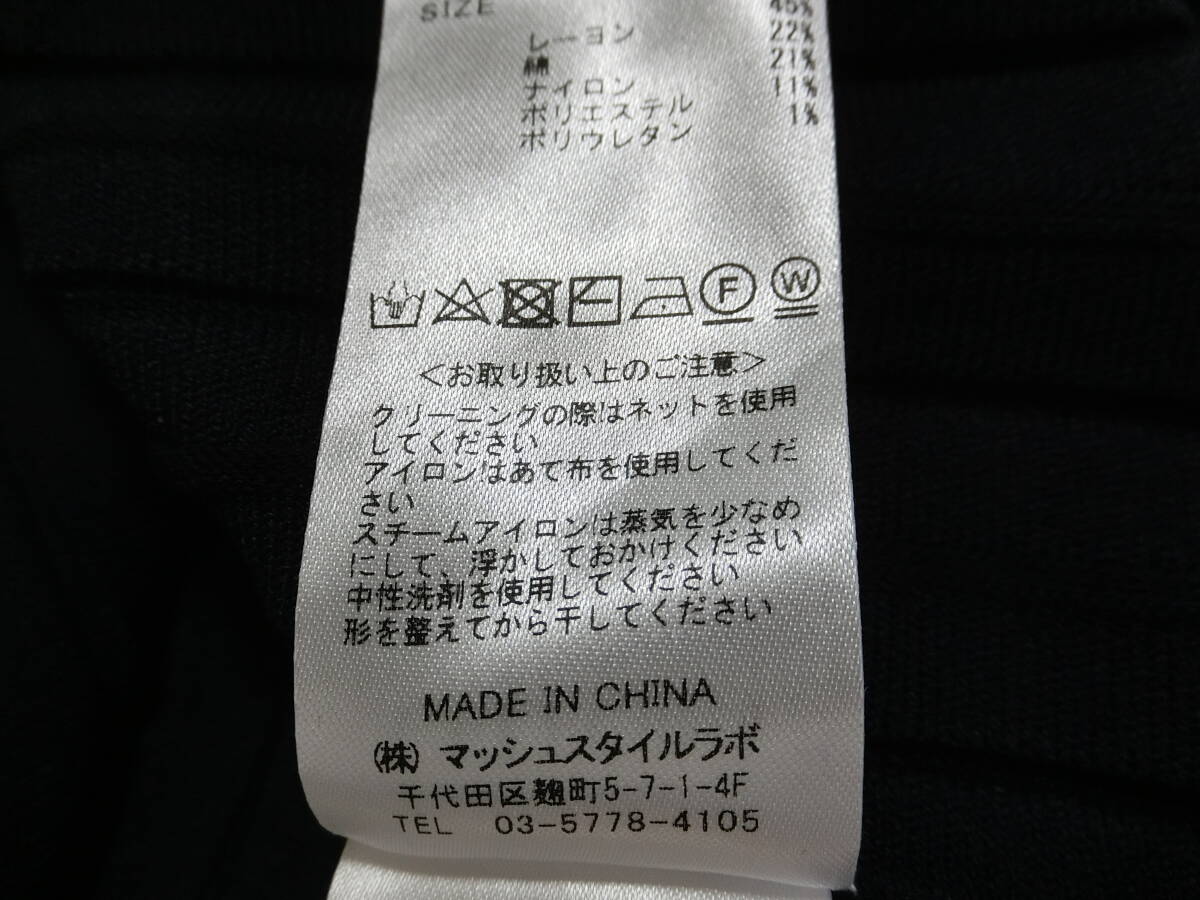 SIZE
レーヨン 45%
綿 22%
ナイロン 21%
ポリエステル 11%
ポリウレタン 1%
F W
＜お取り扱い上のご注意＞
クリーニングの際はネットを使用
してください
アイロンはあて布を使用してくだ
さい
スチームアイロンは蒸気を少なめ
にして、浮かしておかけください
中性洗剤を使用してください
形を整えてから干してください
MADE IN CHINA
(株) マッシュスタイルラボ
千代田区麹町5-7-1-4F
TEL 03-5778-4105